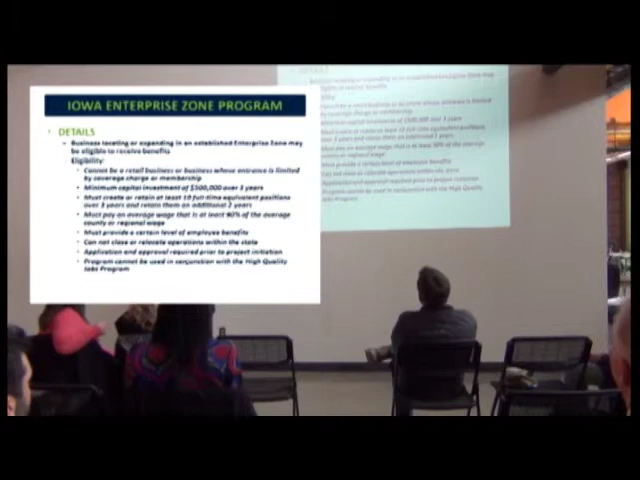 IOWA ENTERPRISE ZONE PROGRAM
• DETAILS
– Business locating or expanding in an established Enterprise Zone may
be eligible to receive benefits
Eligibility:
• Cannot be a retail business or business whose entrance is limited
by coverage charge or membership
• Minimum capital investment of $500,000 over 3 years
• Must create or retain at least 10 full-time equivalent positions
over 3 years and retain them an additional 2 years
• Must pay an average wage that is at least 90% of the average
county or regional wage
• Must provide a certain level of employee benefits
• Can not close or relocate operations within the state
• Application and approval required prior to project initiation
• Program cannot be used in conjunction with the High Quality
Jobs Program